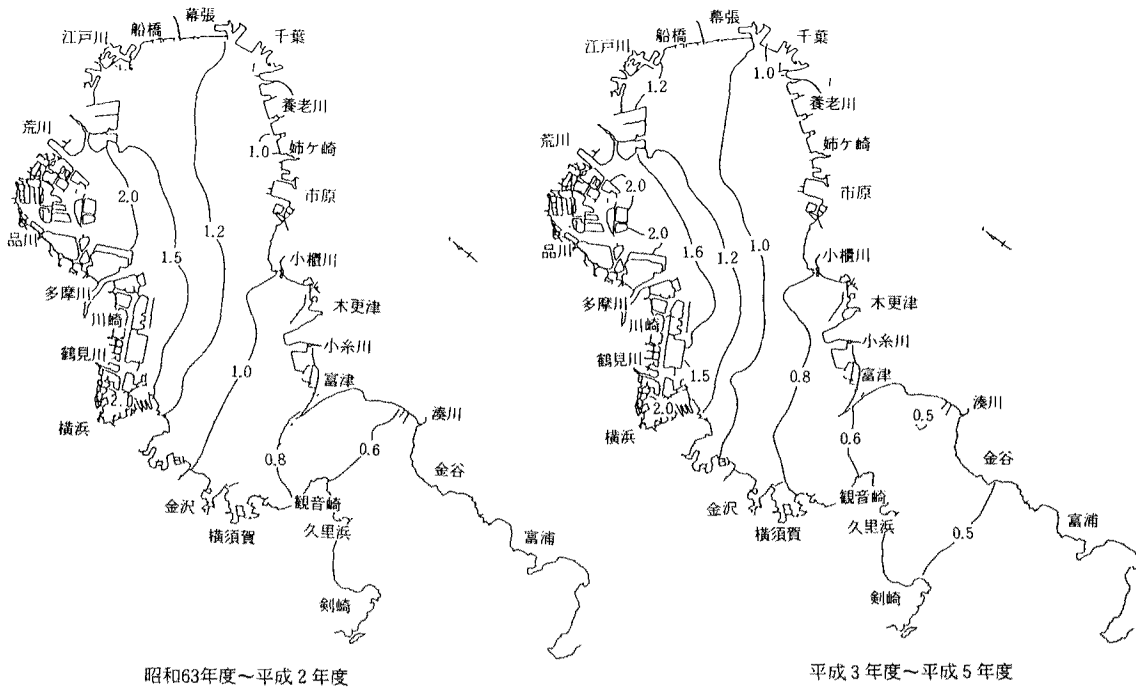 幕張
船橋
千葉
江戸川
養老川
荒川
1.0
姉ケ崎
2.0
市原
1.2
品川
1.5
小櫃川
多摩川
木更津
川崎
小糸川
鶴見川
1.0
富津
2.0
湊川
横浜
0.6
0.8
金谷
金沢
観音崎
横須賀
久里浜
富浦
剣崎
昭和63年度～平成2年度
幕張
船橋
千葉
江戸川
1.0
1.2
養老川
荒川
姉ケ崎
2.0
市原
2.0
品川
1.6
1.2
1.0
小櫃川
多摩川
木更津
川崎
小糸川
鶴見川
1.5
0.8
富津
2.0
湊川
0.5
横浜
0.6
金谷
金沢
観音崎
横須賀
久里浜
富浦
0.5
剣崎
平成3年度～平成5年度